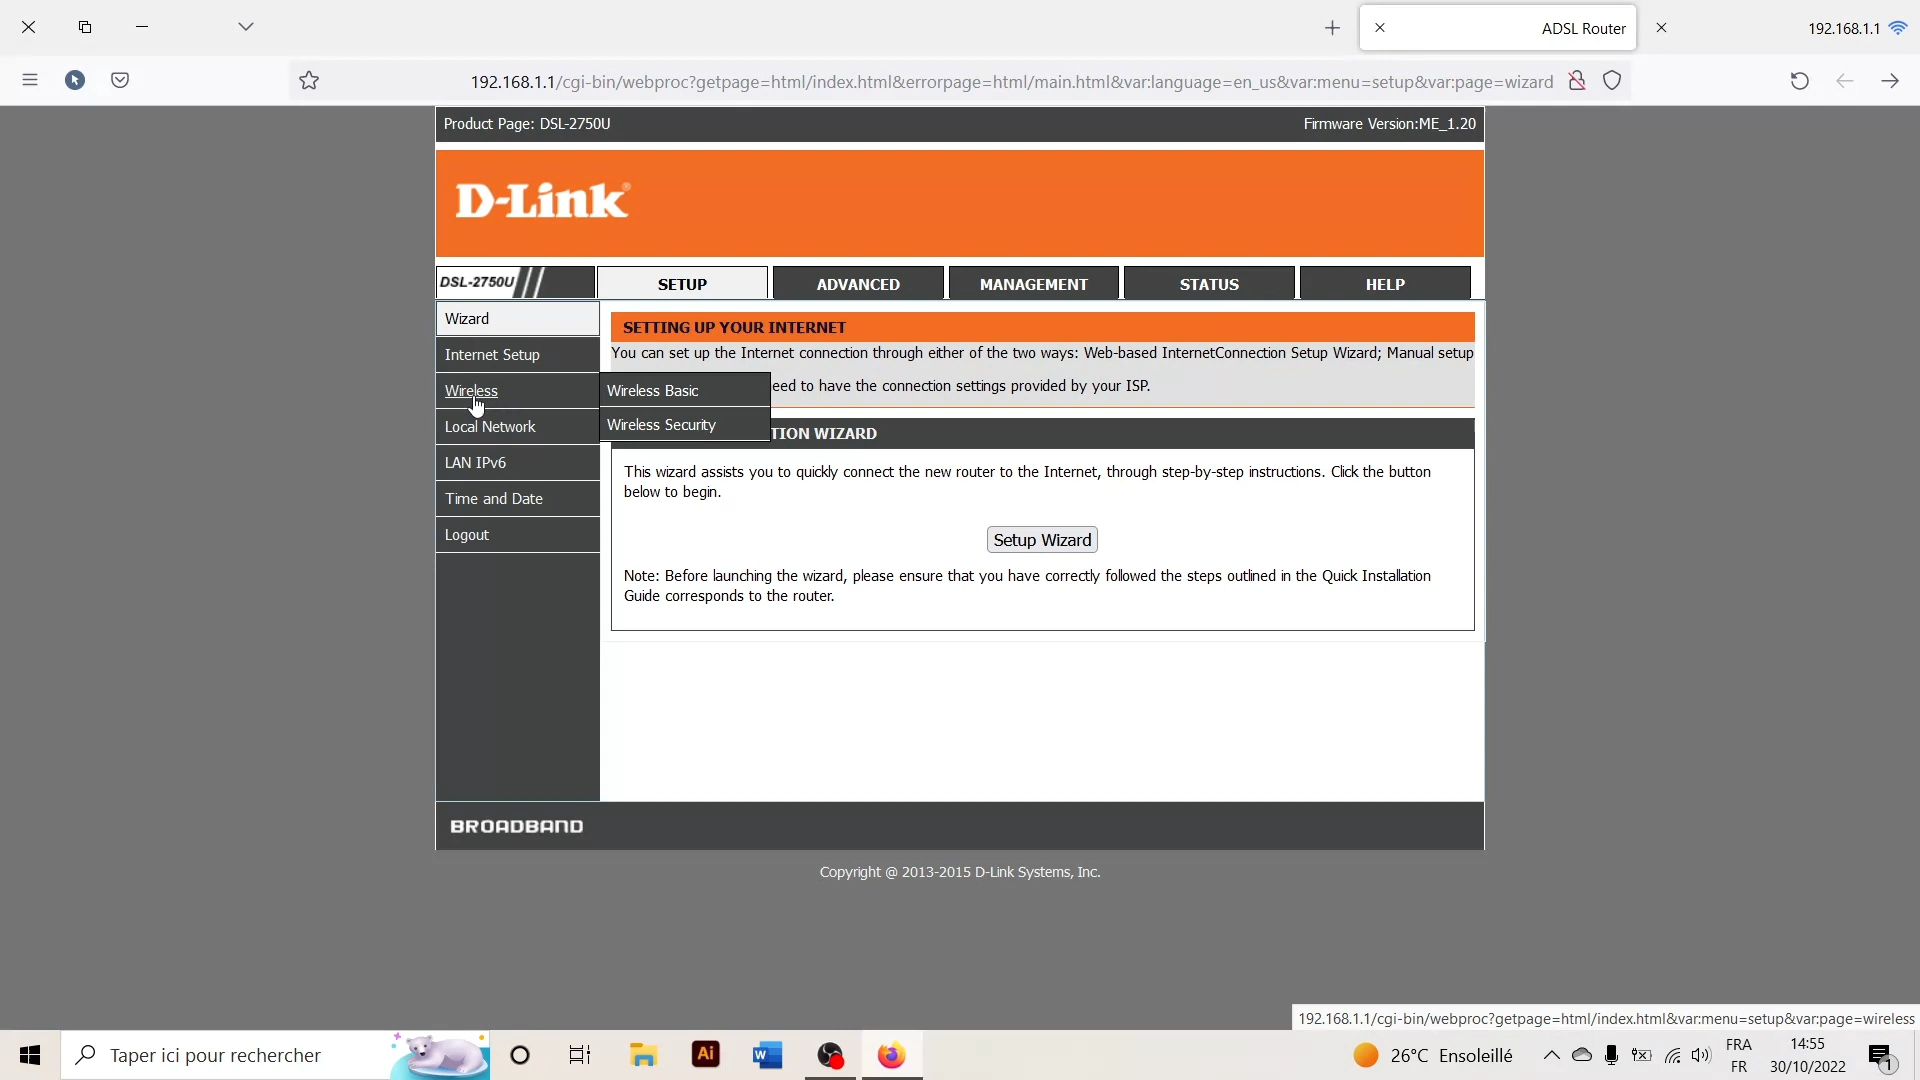 ADSL Router
192.168.1.1
192.168.1.1/cgi-bin/webproc?getpage=html/index.html&errorpage=html/main.html&var:language=en_us&var:menu=setup&var:page=wizard
Product Page: DSL-2750U
Firmware Version:ME_1.20
D-Link®
DSL-2750U
SETUP
ADVANCED
MANAGEMENT
STATUS
HELP
Wizard
Internet Setup
Wireless
Local Network
LAN IPv6
Time and Date
Logout
Wireless Basic
Wireless Security
SETTING UP YOUR INTERNET
You can set up the Internet connection through either of the two ways: Web-based InternetConnection Setup Wizard; Manual setup
eed to have the connection settings provided by your ISP.
TION WIZARD
This wizard assists you to quickly connect the new router to the Internet, through step-by-step instructions. Click the button
below to begin.
Setup Wizard
Note: Before launching the wizard, please ensure that you have correctly followed the steps outlined in the Quick Installation
Guide corresponds to the router.
BROADBAND
Copyright @ 2013-2015 D-Link Systems, Inc.
192.168.1.1/cgi-bin/webproc?getpage=html/index.html&var:menu=setup&var:page=wireless
Taper ici pour rechercher
Ai
W
26°C Ensoleillé
FRA
FR
14:55
30/10/2022
1